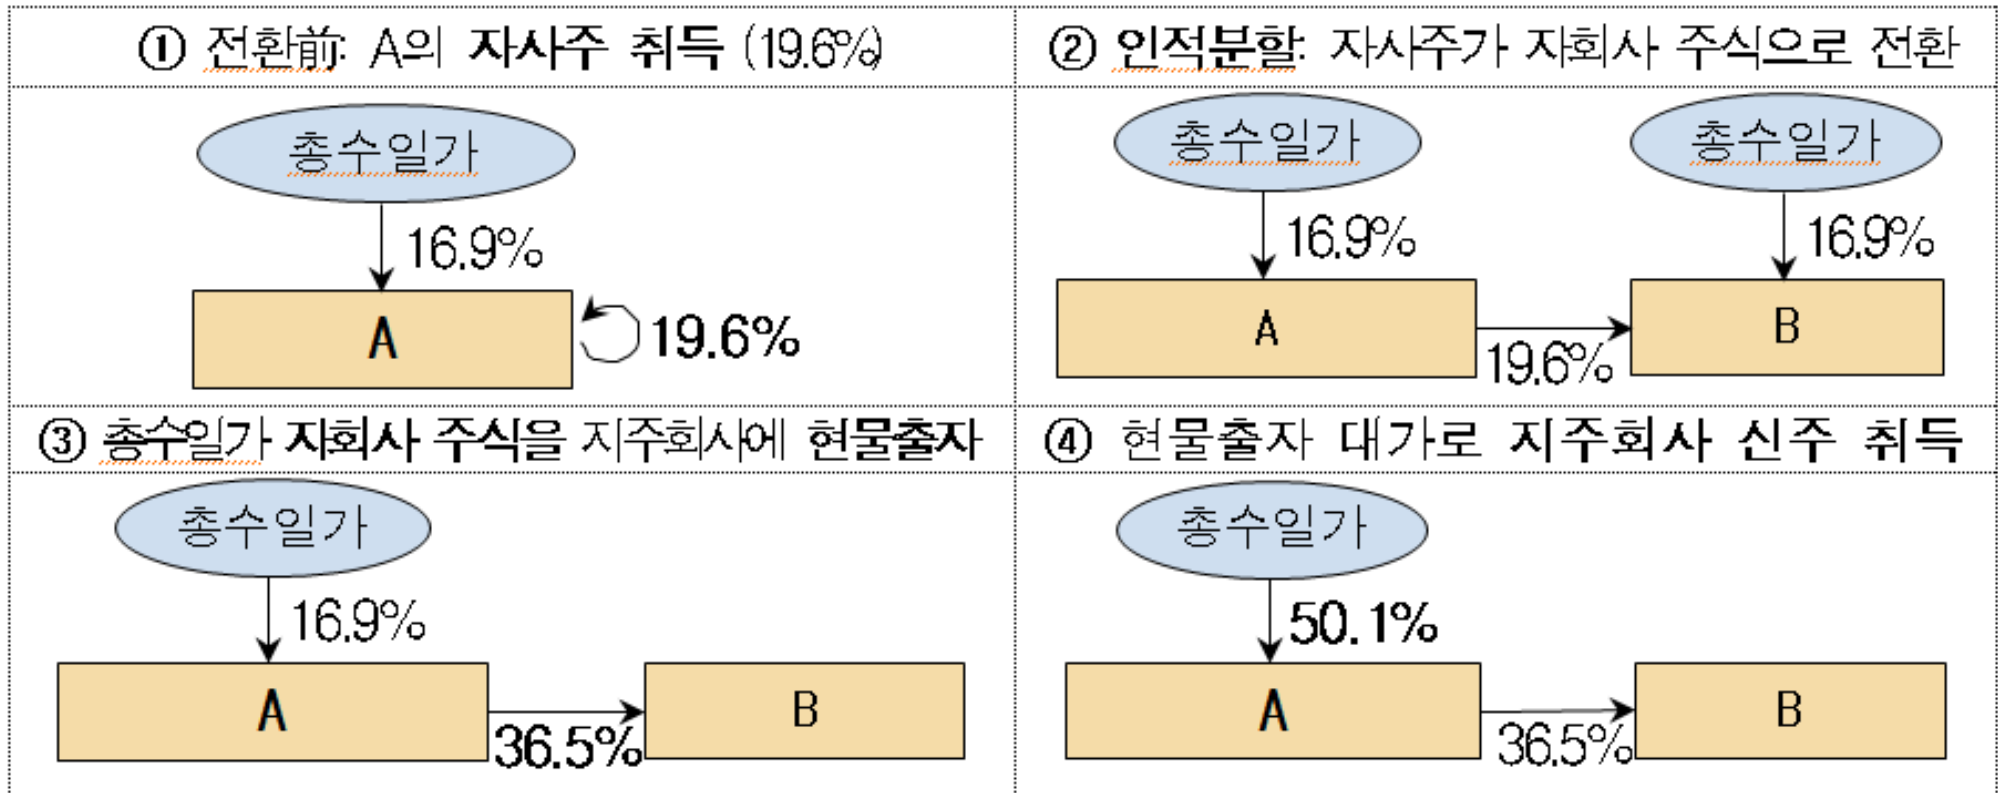 ① 전환前: A의 자사주 취득 (19.6%)
총수일가
16.9%
A
19.6%
② 인적분할: 자사주가 자회사 주식으로 전환
총수일가
총수일가
16.9%
16.9%
A
B
19.6%
③ 총수일가 자회사 주식을 지주회사에 현물출자
총수일가
16.9%
A
B
36.5%
④ 현물출자 대가로 지주회사 신주 취득
총수일가
50.1%
A
B
36.5%